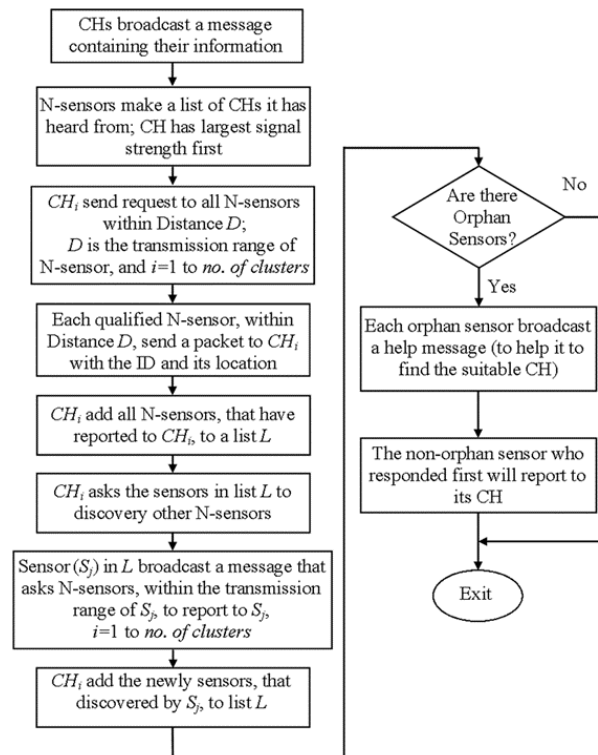 CHs broadcast a message
containing their information
N-sensors make a list of CHs it has
heard from; CH has largest signal
strength first
CHi send request to all N-sensors
within Distance D;
D is the transmission range of
N-sensor, and i=1 to no. of clusters
Each qualified N-sensor, within
Distance D, send a packet to CHi
with the ID and its location
CHi add all N-sensors, that have
reported to CHi, to a list L
CHi asks the sensors in list L to
discovery other N-sensors
Sensor (Sj) in L broadcast a message that
asks N-sensors, within the transmission
range of Sj, to report to Sj,
i=1 to no. of clusters
CHi add the newly sensors, that
discovered by Sj, to list L
Are there
Orphan
Sensors?
No
Yes
Each orphan sensor broadcast
a help message (to help it to
find the suitable CH)
The non-orphan sensor who
responded first will report to
its CH
Exit